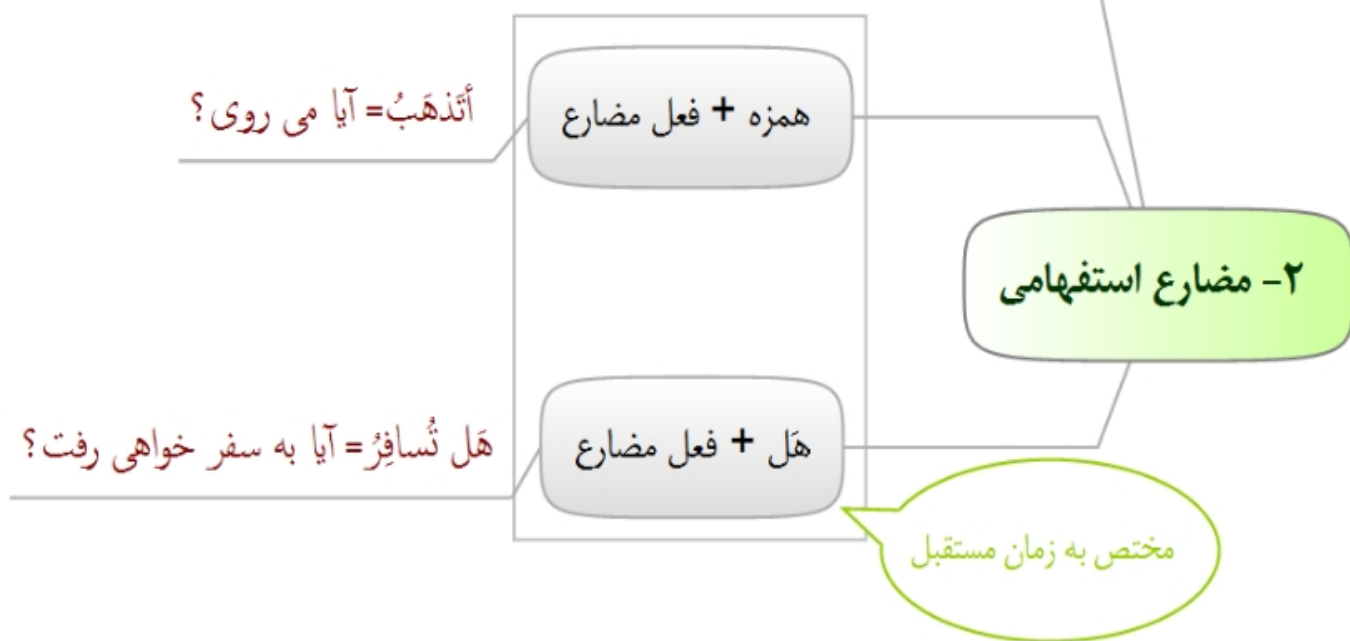 ۲- مضارع استفهامی
همزه + فعل مضارع
أتَذهَبُ= آیا می روی؟
هَل + فعل مضارع
هَل تُسافِرُ= آیا به سفر خواهی رفت؟
مختص به زمان مستقبل